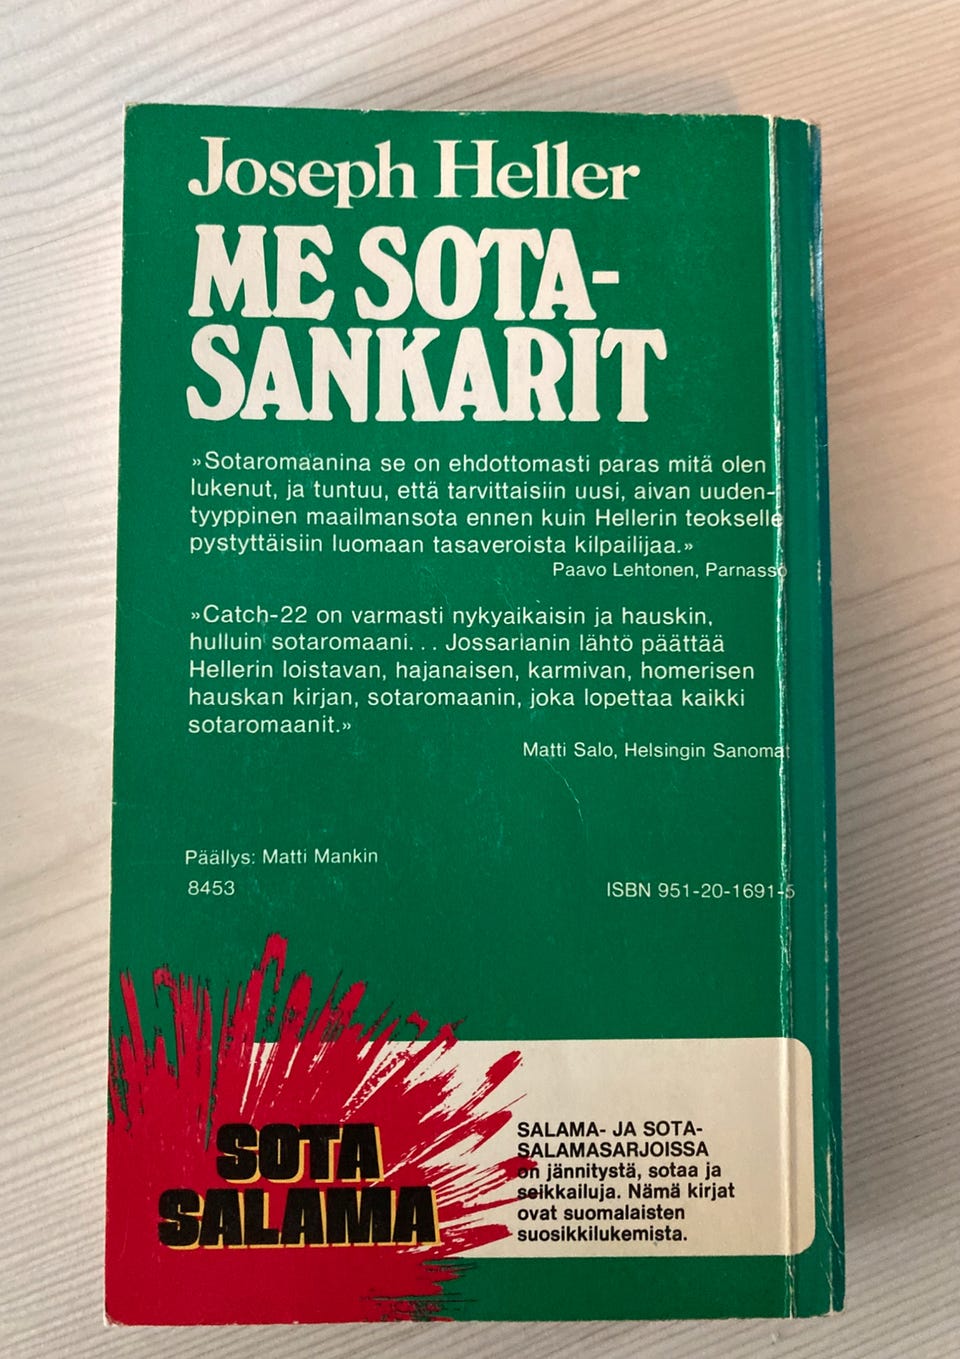 Joseph Heller
ME SOTA-
SANKARIT
»Sotaromaanina se on ehdottomasti paras mitä olen
lukenut, ja tuntuu, että tarvittaisiin uusi, aivan uuden-
tyyppinen maailmansota ennen kuin Hellerin teokselle
pystyttäisiin luomaan tasaveroista kilpailijaa.»
Paavo Lehtonen, Parnasso
»Catch-22 on varmasti nykyaikaisin ja hauskin,
hulluin sotaromaani... Jossarianin lähtö päättää
Hellerin loistavan, hajanaisen, karmivan, homerisen
hauskan kirjan, sotaromaanin, joka lopettaa kaikki
sotaromaanit.»
Matti Salo, Helsingin Sanomat
Päällys: Matti Mankin
8453
ISBN 951-20-1691-5
SOTA
SALAMA
SALAMA- JA SOTA-
SALAMASARJOISSA
on jännitystä, sotaa ja
seikkailuja. Nämä kirjat
ovat suomalaisten
suosikkilukemista.